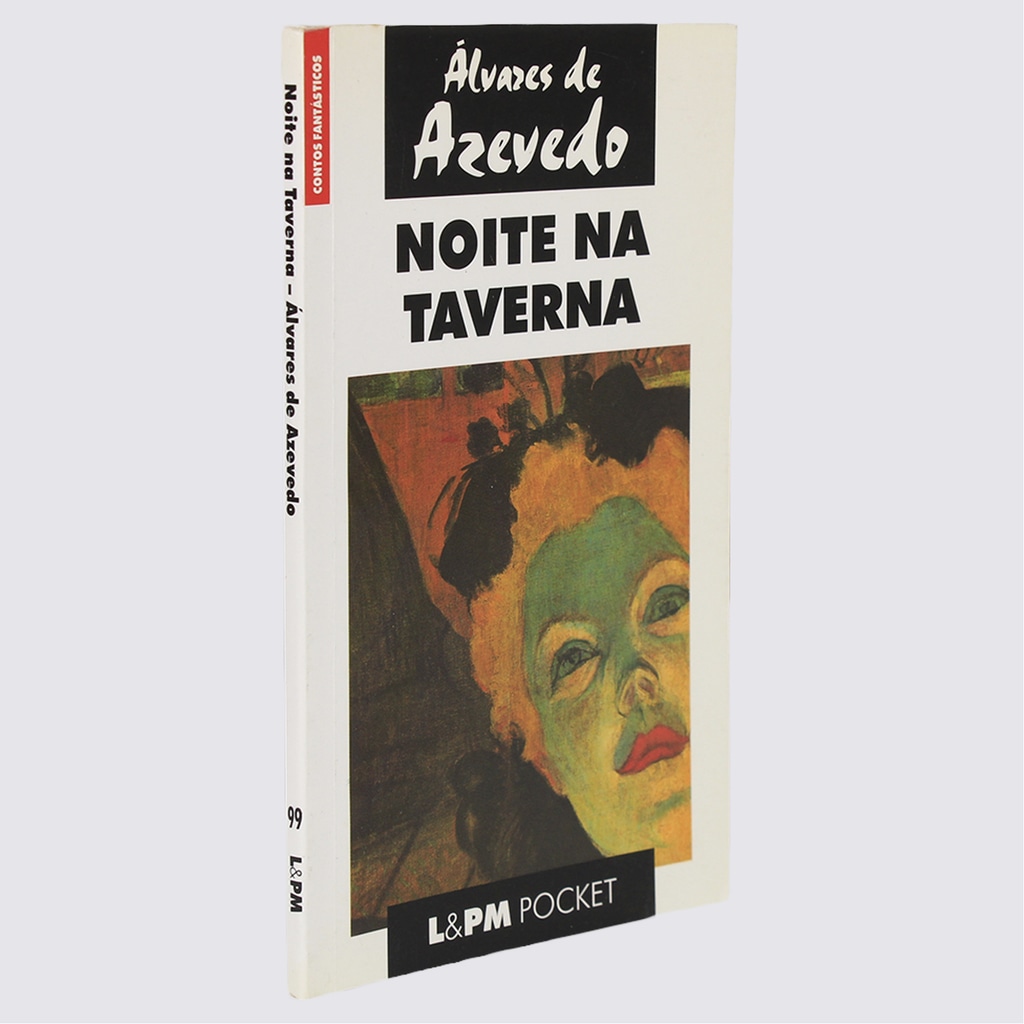 Álvares de
Azevedo
NOITE NA
TAVERNA
L&PM POCKET
CONTOS FANTÁSTICOS
Noite na Taverna – Álvares de Azevedo
99
L&PM